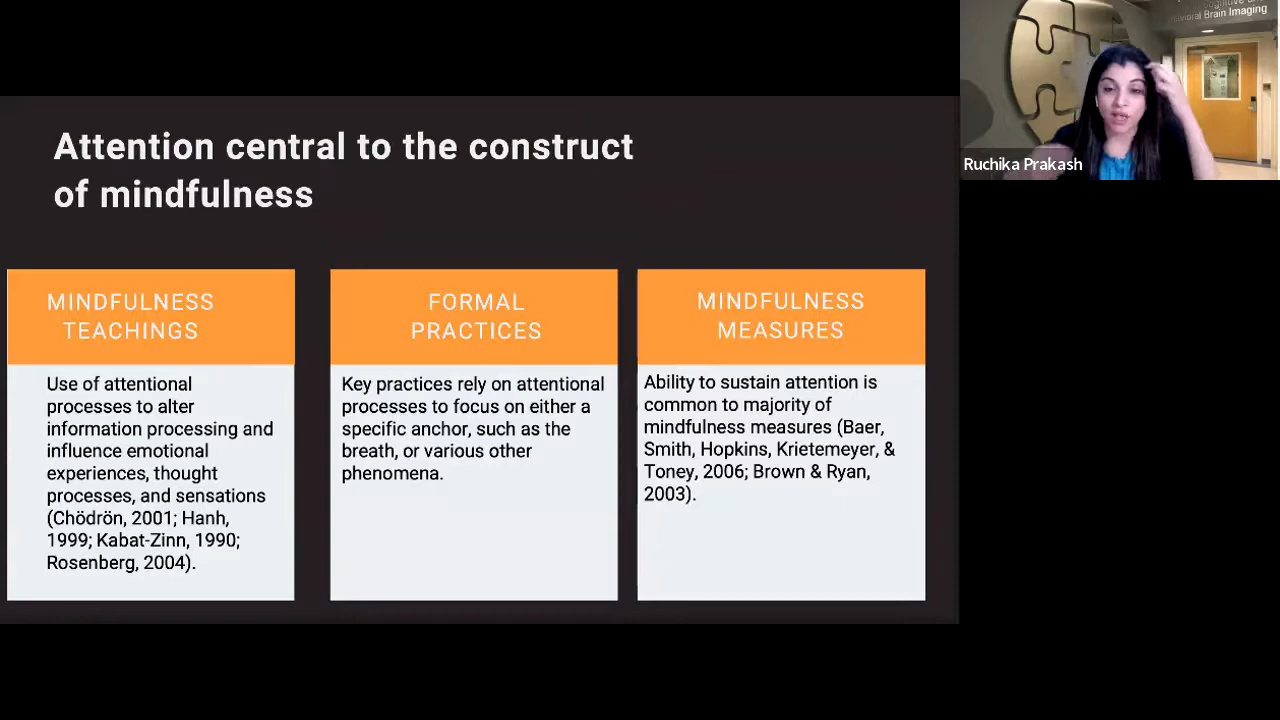 Attention central to the construct
of mindfulness
MINDFULNESS
TEACHINGS
Use of attentional
processes to alter
information processing and
influence emotional
experiences, thought
processes, and sensations
(Chödrön, 2001; Hanh,
1999; Kabat-Zinn, 1990;
Rosenberg, 2004).
FORMAL
PRACTICES
Key practices rely on attentional
processes to focus on either a
specific anchor, such as the
breath, or various other
phenomena.
MINDFULNESS
MEASURES
Ability to sustain attention is
common to majority of
mindfulness measures (Baer,
Smith, Hopkins, Krietemeyer, &
Toney, 2006; Brown & Ryan,
2003).
Brain Imaging
Ruchika Prakash